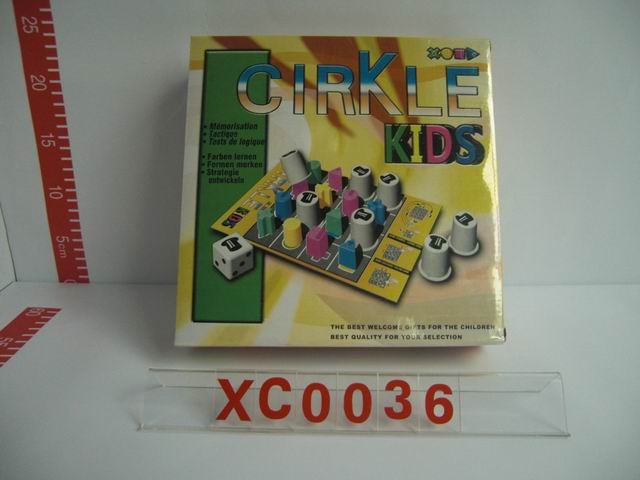 CIRKLE
KIDS
• Mémorisation
• Tactique
• Tests de logique
• Farben lernen
• Formen merken
• Strategie
entwickeln
THE BEST WELCOME GIFTS FOR THE CHILDREN
BEST QUALITY FOR YOUR SELECTION
XC0036
25
20
15
10
5cm